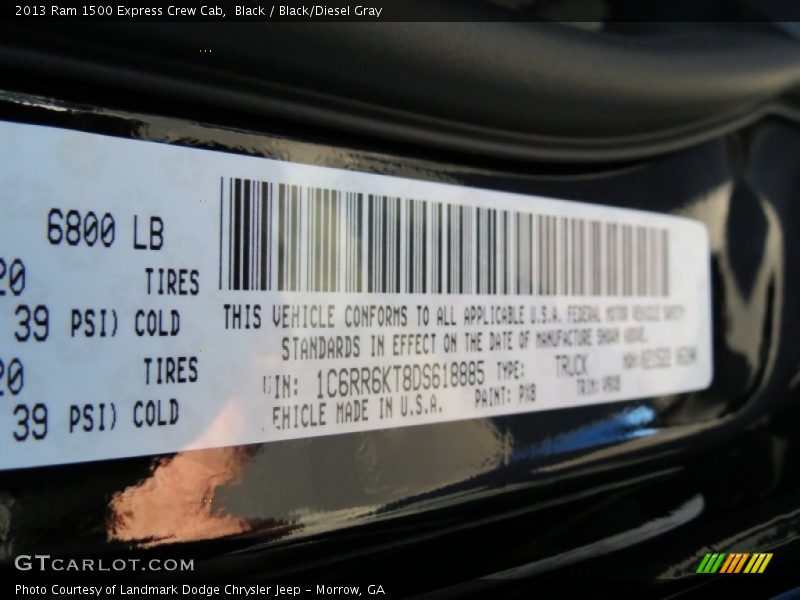 2013 Ram 1500 Express Crew Cab,  Black / Black/Diesel Gray
6800 LB
20 TIRES
39 PSI) COLD
20 TIRES
39 PSI) COLD
THIS VEHICLE CONFORMS TO ALL APPLICABLE U.S.A. FEDERAL MOTOR VEHICLE SAFETY
STANDARDS IN EFFECT ON THE DATE OF MANUFACTURE SHOWN ABOVE.
VIN: 1C6RR6KT8DS618885 TYPE: TRUCK
VEHICLE MADE IN U.S.A. PAINT: PXB TRIM:
GTCARLOT.COM
Photo Courtesy of Landmark Dodge Chrysler Jeep - Morrow, GA